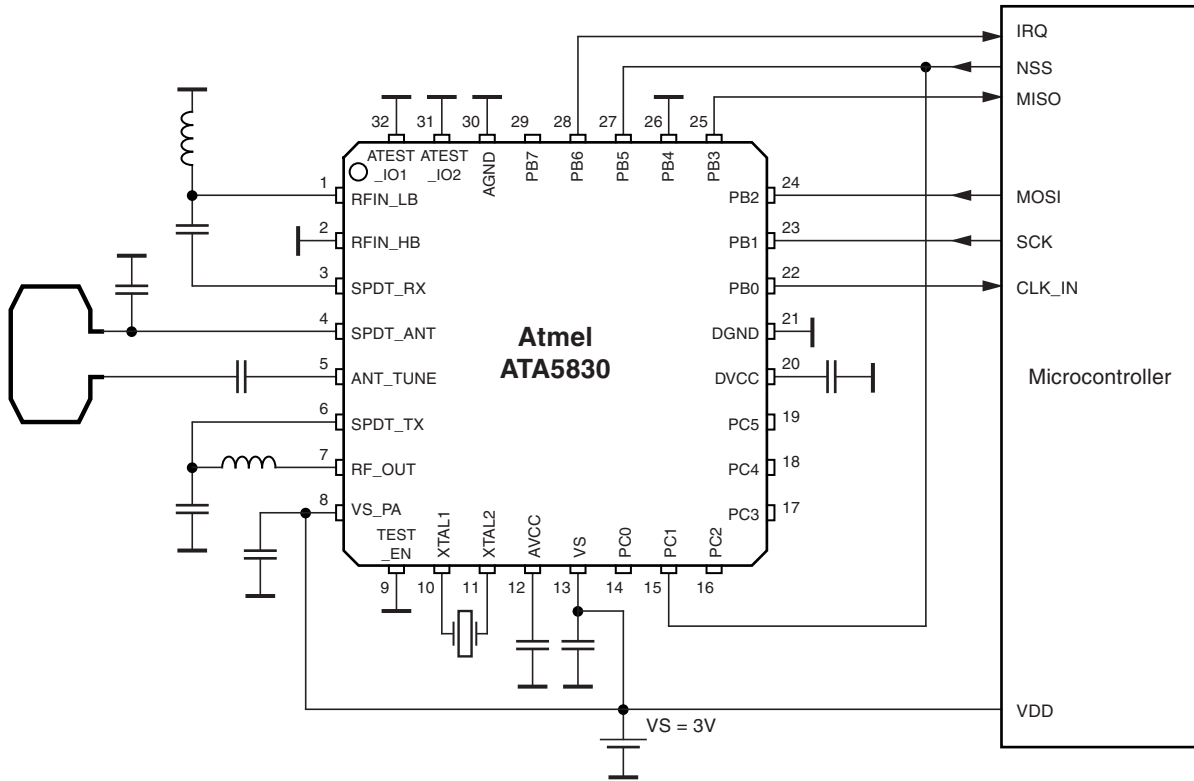 IRQ
NSS
MISO
32 31 30 29 28 27 26 25
ATEST
_IO1
ATEST
_IO2
AGND
PB7
PB6
PB5
PB4
PB3
1 RFIN_LB
2 RFIN_HB
3 SPDT_RX
4 SPDT_ANT
5 ANT_TUNE
6 SPDT_TX
7 RF_OUT
8 VS_PA
Atmel
ATA5830
PB2 24
MOSI
PB1 23
SCK
PB0 22
CLK_IN
DGND 21
DVCC 20
Microcontroller
PC5 19
PC4 18
PC3 17
TEST
_EN
XTAL1
XTAL2
AVCC
VS
PC0
PC1
PC2
9 10 11 12 13 14 15 16
VDD
VS = 3V